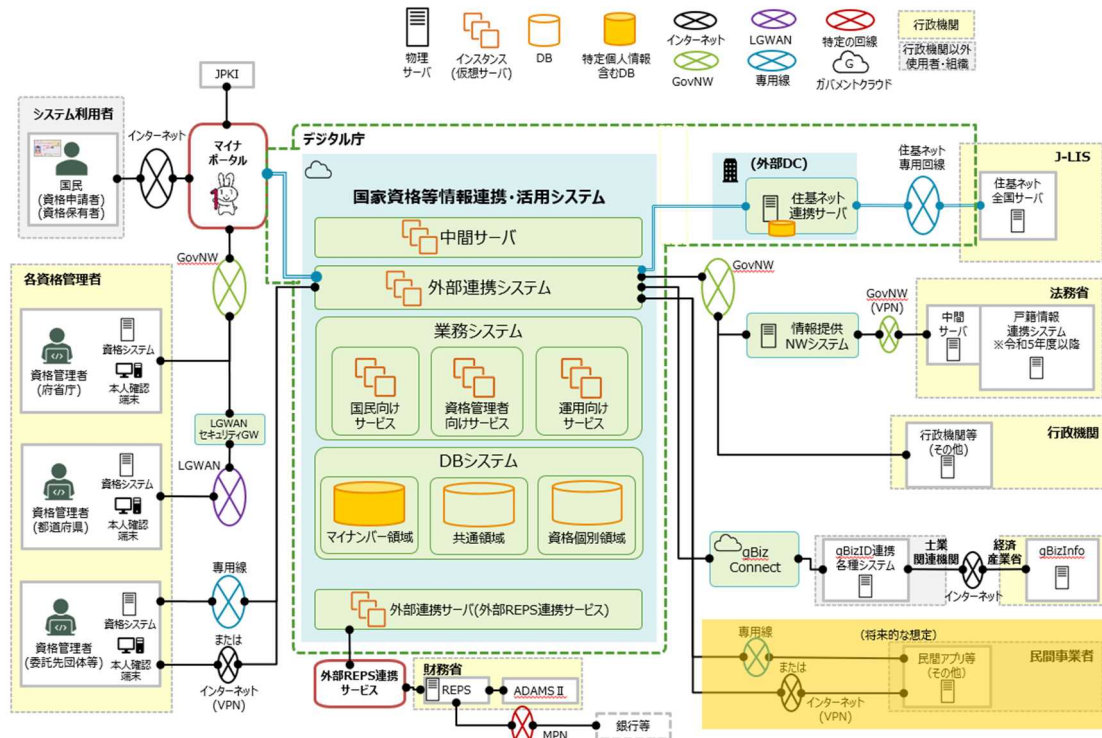 物理
サーバ
インスタンス
(仮想サーバ)
DB
特定個人情報
含むDB
インターネット
LGWAN
特定の回線
GovNW
専用線
G
ガバメントクラウド
行政機関
行政機関以外
使用者・組織
JPKI
システム利用者
国民
(資格申請者)
(資格保有者)
インターネット
マイナ
ポータル
デジタル庁
国家資格等情報連携・活用システム
中間サーバ
外部連携システム
業務システム
国民向け
サービス
資格管理者
向けサービス
運用向け
サービス
DBシステム
マイナンバー領域
共通領域
資格個別領域
外部連携サーバ(外部REPS連携サービス)
(外部DC)
住基ネット
連携サーバ
住基ネット
専用回線
J-LIS
住基ネット
全国サーバ
GovNW
各資格管理者
資格管理者
(府省庁)
資格システム
本人確認
端末
LGWAN
セキュリティGW
LGWAN
資格管理者
(都道府県)
資格システム
本人確認
端末
資格管理者
(委託先団体等)
資格システム
本人確認
端末
専用線
または
インターネット
(VPN)
GovNW
情報提供
NWシステム
GovNW
(VPN)
法務省
中間
サーバ
戸籍情報
連携システム
※令和5年度以降
行政機関
行政機関等
(その他)
gBiz
Connect
gBizID連携
各種システム
士業
関連機関
インターネット
経済
産業省
gBizInfo
(将来的な想定)
専用線
または
インターネット
(VPN)
民間事業者
民間アプリ等
(その他)
外部REPS連携
サービス
財務省
REPS
ADAMSⅡ
MPN
銀行等